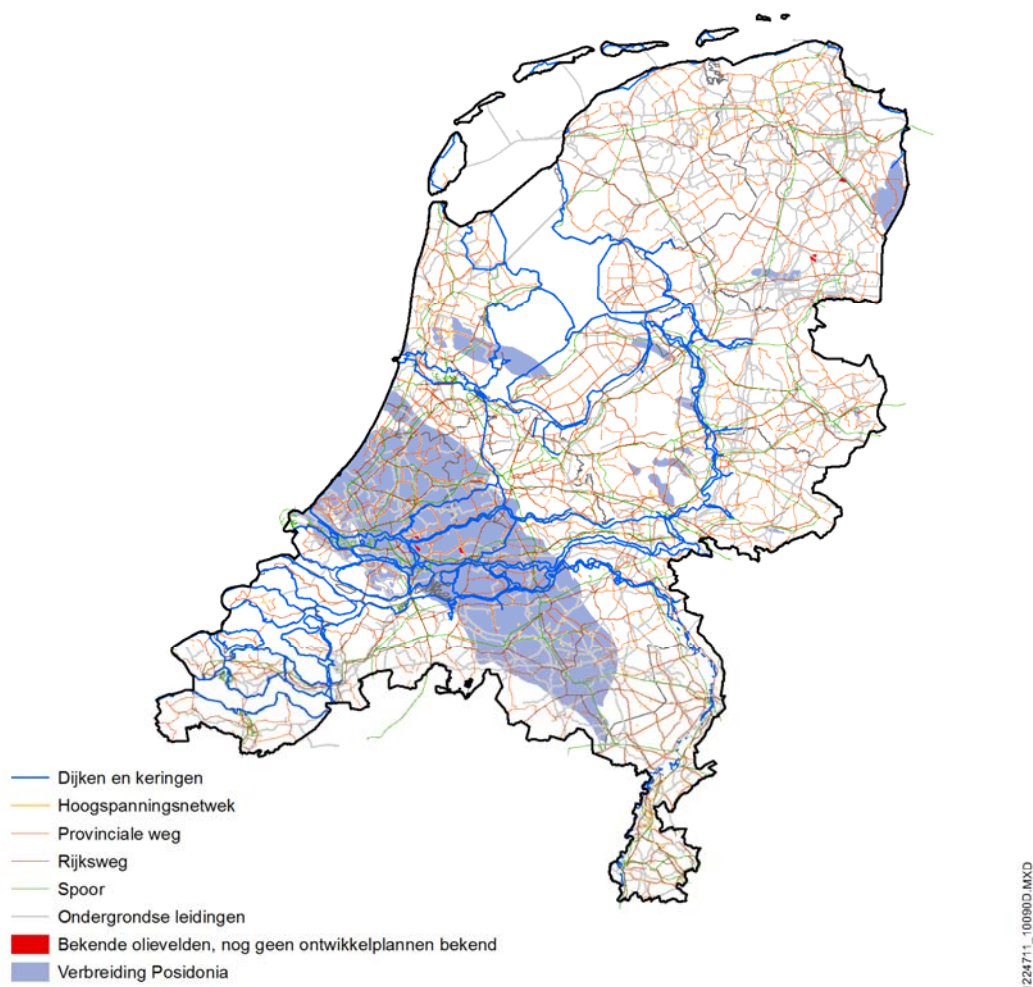 Dijken en keringen
Hoogspanningsnetwek
Provinciale weg
Rijksweg
Spoor
Ondergrondse leidingen
Bekende olievelden, nog geen ontwikkelplannen bekend
Verbreiding Posidonia
1224711_10090D.MXD